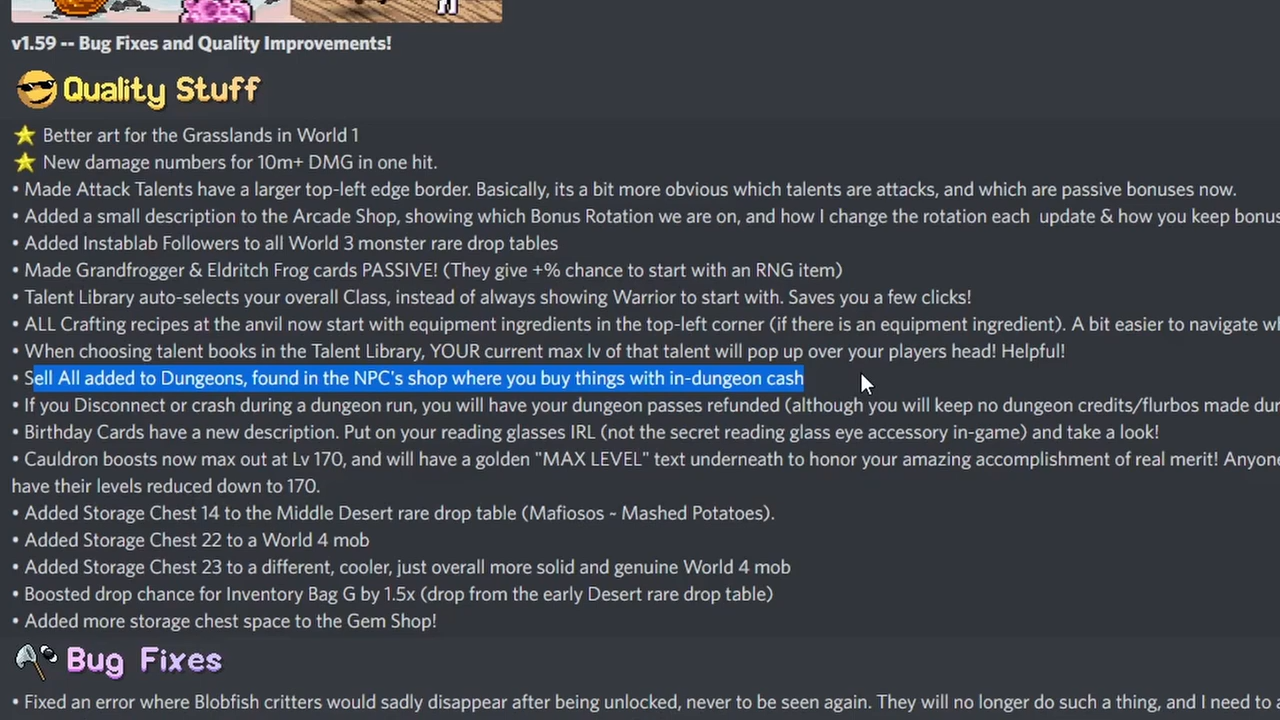 v1.59 -- Bug Fixes and Quality Improvements!
Quality Stuff
Better art for the Grasslands in World 1
New damage numbers for 10m+ DMG in one hit.
• Made Attack Talents have a larger top-left edge border. Basically, its a bit more obvious which talents are attacks, and which are passive bonuses now.
• Added a small description to the Arcade Shop, showing which Bonus Rotation we are on, and how I change the rotation each update & how you keep bonus
• Added Instablab Followers to all World 3 monster rare drop tables
• Made Grandfrogger & Eldritch Frog cards PASSIVE! (They give +% chance to start with an RNG item)
• Talent Library auto-selects your overall Class, instead of always showing Warrior to start with. Saves you a few clicks!
• ALL Crafting recipes at the anvil now start with equipment ingredients in the top-left corner (if there is an equipment ingredient). A bit easier to navigate
• When choosing talent books in the Talent Library, YOUR current max lv of that talent will pop up over your players head! Helpful!
• Sell All added to Dungeons, found in the NPC's shop where you buy things with in-dungeon cash
• If you Disconnect or crash during a dungeon run, you will have your dungeon passes refunded (although you will keep no dungeon credits/flurbos made
• Birthday Cards have a new description. Put on your reading glasses IRL (not the secret reading glass eye accessory in-game) and take a look!
• Cauldron boosts now max out at Lv 170, and will have a golden "MAX LEVEL" text underneath to honor your amazing accomplishment of real merit! Anyone
have their levels reduced down to 170.
• Added Storage Chest 14 to the Middle Desert rare drop table (Mafiosos ~ Mashed Potatoes).
• Added Storage Chest 22 to a World 4 mob
• Added Storage Chest 23 to a different, cooler, just overall more solid and genuine World 4 mob
• Boosted drop chance for Inventory Bag G by 1.5x (drop from the early Desert rare drop table)
• Added more storage chest space to the Gem Shop!
Bug Fixes
• Fixed an error where Blobfish critters would sadly disappear after being unlocked, never to be seen again. They will no longer do such a thing, and I need to